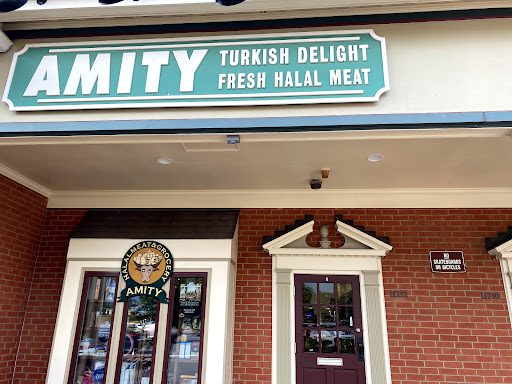 AMITY
TURKISH DELIGHT
FRESH HALAL MEAT
HALAL MEAT & GROCERY
AMITY
NO
SKATEBOARDS
OR BICYCLES